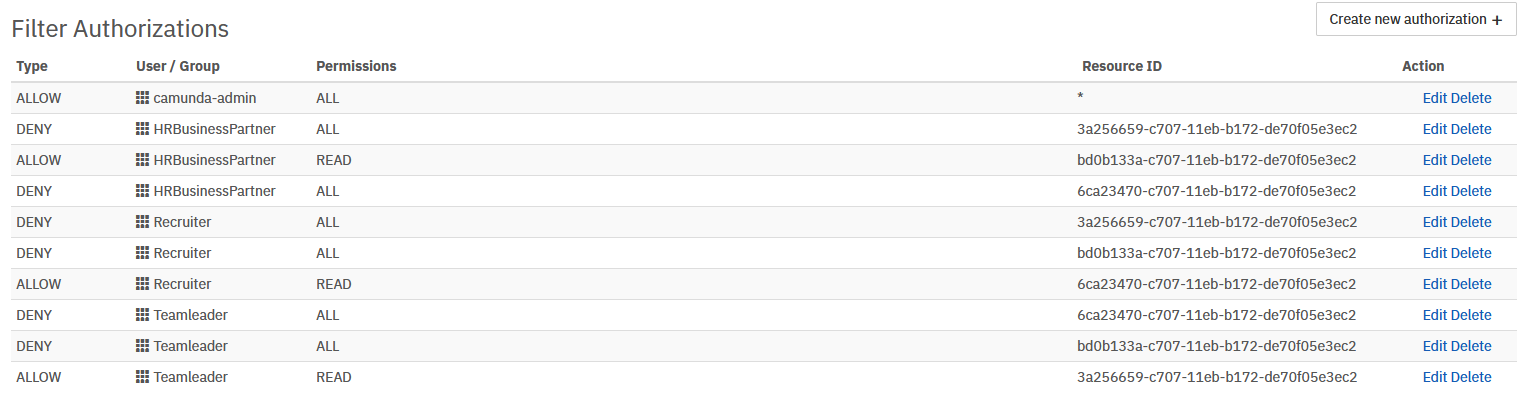 Filter Authorizations
Create new authorization +
Type User / Group Permissions Resource ID Action
ALLOW camunda-admin ALL * Edit Delete
DENY HRBusinessPartner ALL 3a256659-c707-11eb-b172-de70f05e3ec2 Edit Delete
ALLOW HRBusinessPartner READ bd0b133a-c707-11eb-b172-de70f05e3ec2 Edit Delete
DENY HRBusinessPartner ALL 6ca23470-c707-11eb-b172-de70f05e3ec2 Edit Delete
DENY Recruiter ALL 3a256659-c707-11eb-b172-de70f05e3ec2 Edit Delete
DENY Recruiter ALL bd0b133a-c707-11eb-b172-de70f05e3ec2 Edit Delete
ALLOW Recruiter READ 6ca23470-c707-11eb-b172-de70f05e3ec2 Edit Delete
DENY Teamleader ALL 6ca23470-c707-11eb-b172-de70f05e3ec2 Edit Delete
DENY Teamleader ALL bd0b133a-c707-11eb-b172-de70f05e3ec2 Edit Delete
ALLOW Teamleader READ 3a256659-c707-11eb-b172-de70f05e3ec2 Edit Delete